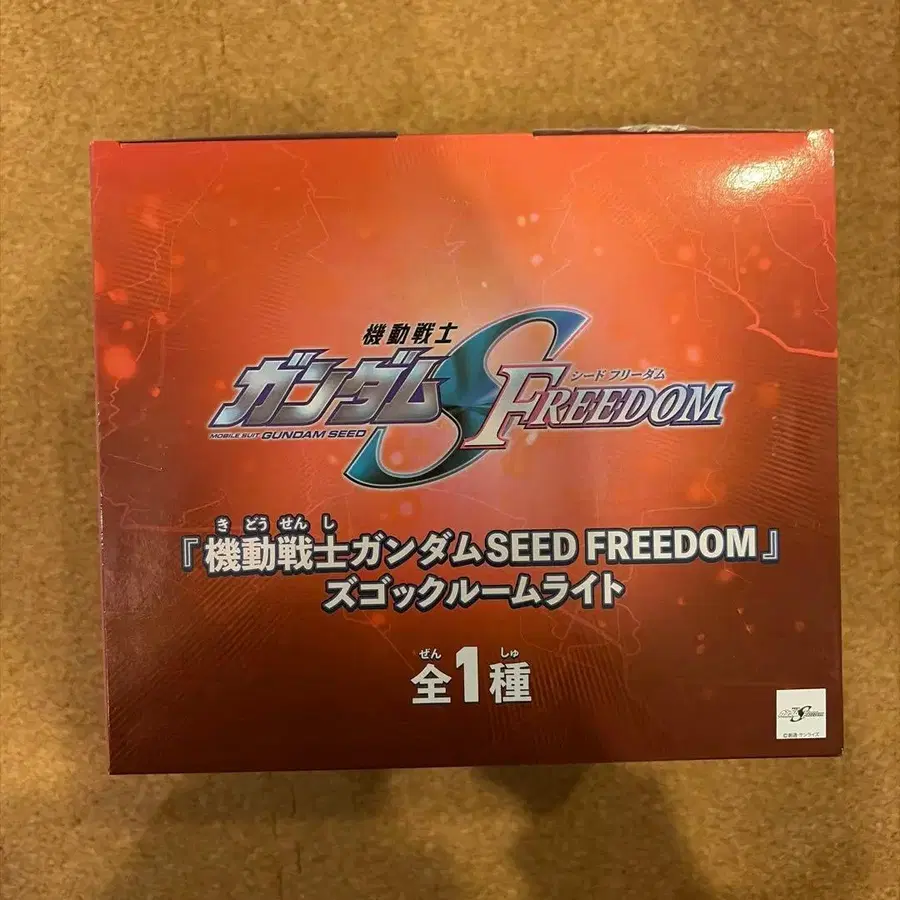 機動戦士
ガンダム
シード フリーダム
FREEDOM
MOBILE SUIT GUNDAM SEED
き どう せん し
『機動戦士ガンダムSEED FREEDOM』
ズゴックルームライト
ぜん しゅ
全1種
©創通・サンライズ